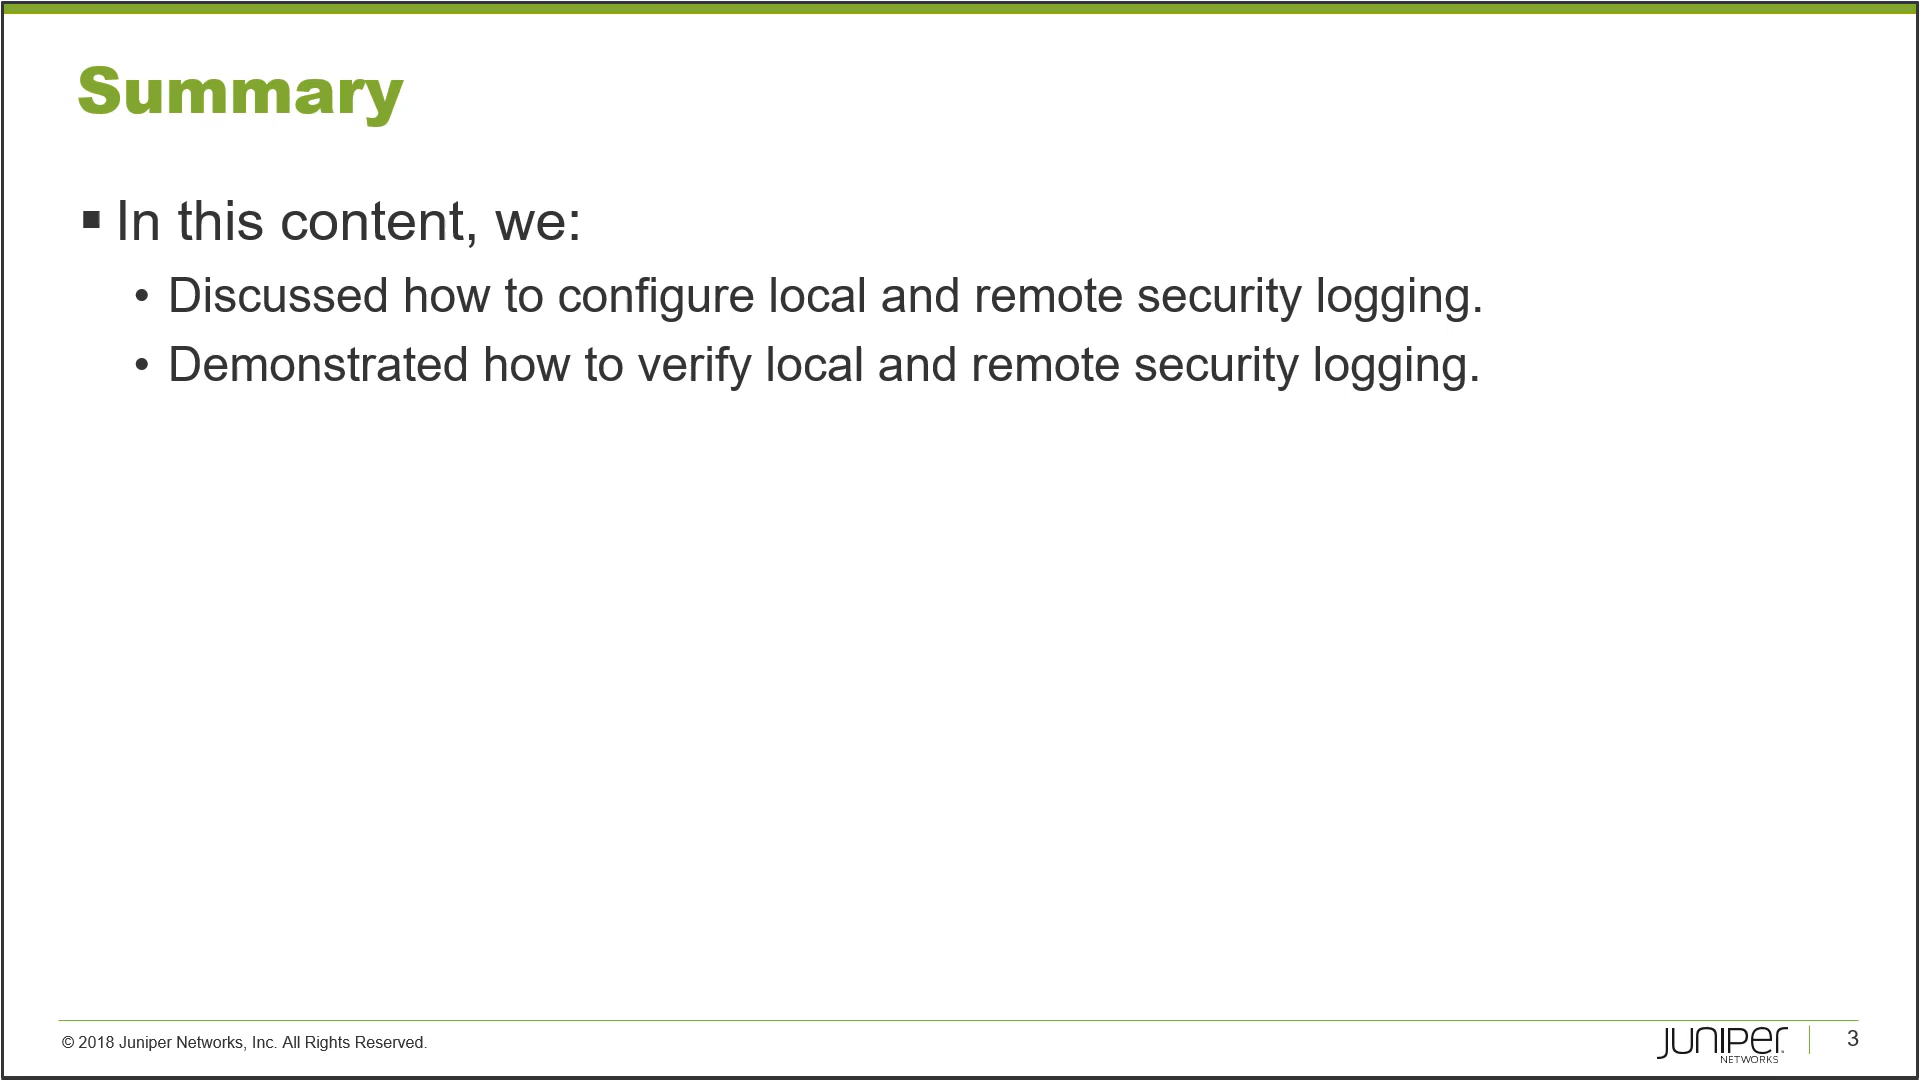 Summary
▪ In this content, we:
• Discussed how to configure local and remote security logging.
• Demonstrated how to verify local and remote security logging.
© 2018 Juniper Networks, Inc. All Rights Reserved.
JUNIPEr
NETWORKS
3